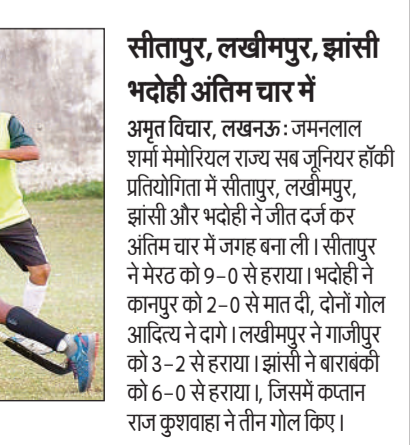 सीतापुर, लखीमपुर, झांसी
भदोही अंतिम चार में
अमृत विचार, लखनऊ : जमनलाल
शर्मा मेमोरियल राज्य सब जूनियर हॉकी
प्रतियोगिता में सीतापुर, लखीमपुर,
झांसी और भदोही ने जीत दर्ज कर
अंतिम चार में जगह बना ली । सीतापुर
ने मेरठ को 9-0 से हराया । भदोही ने
कानपुर को 2-0 से मात दी, दोनों गोल
आदित्य ने दागे । लखीमपुर ने गाजीपुर
को 3-2 से हराया । झांसी ने बाराबंकी
को 6-0 से हराया ।, जिसमें कप्तान
राज कुशवाहा ने तीन गोल किए ।